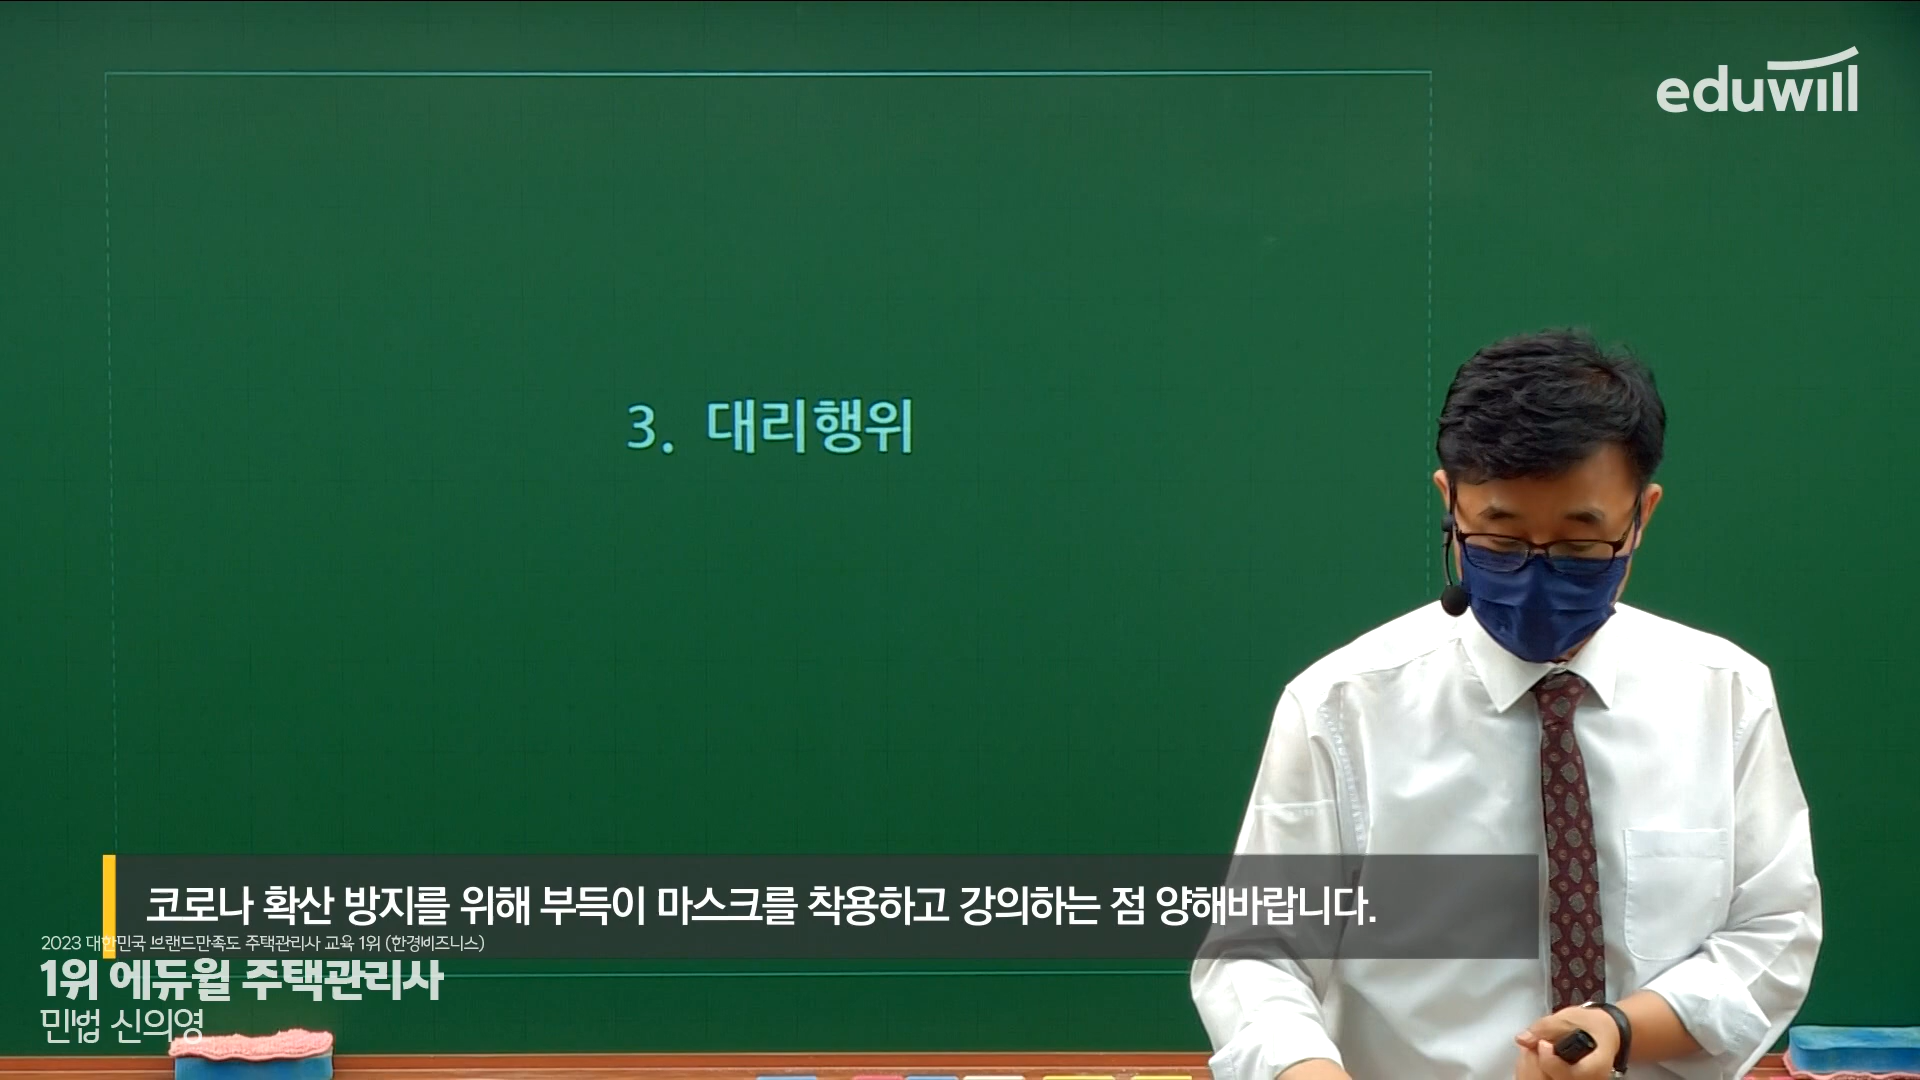 eduwill
3. 대리행위
코로나 확산 방지를 위해 부득이 마스크를 착용하고 강의하는 점 양해바랍니다.
2023 대한민국 브랜드만족도 주택관리사 교육 1위 (한경비즈니스)
1위 에듀윌 주택관리사
민법 신의영